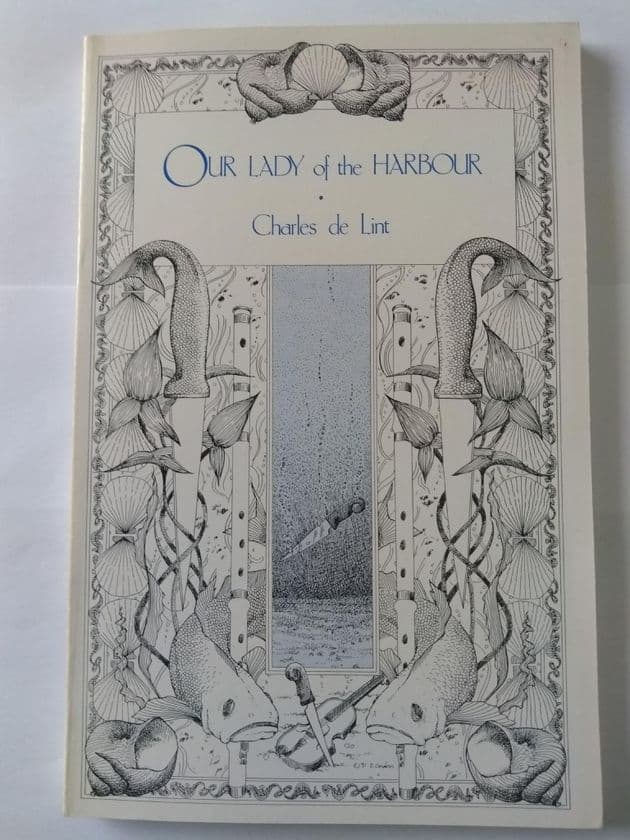 OUR LADY of the HARBOUR
•
Charles de Lint